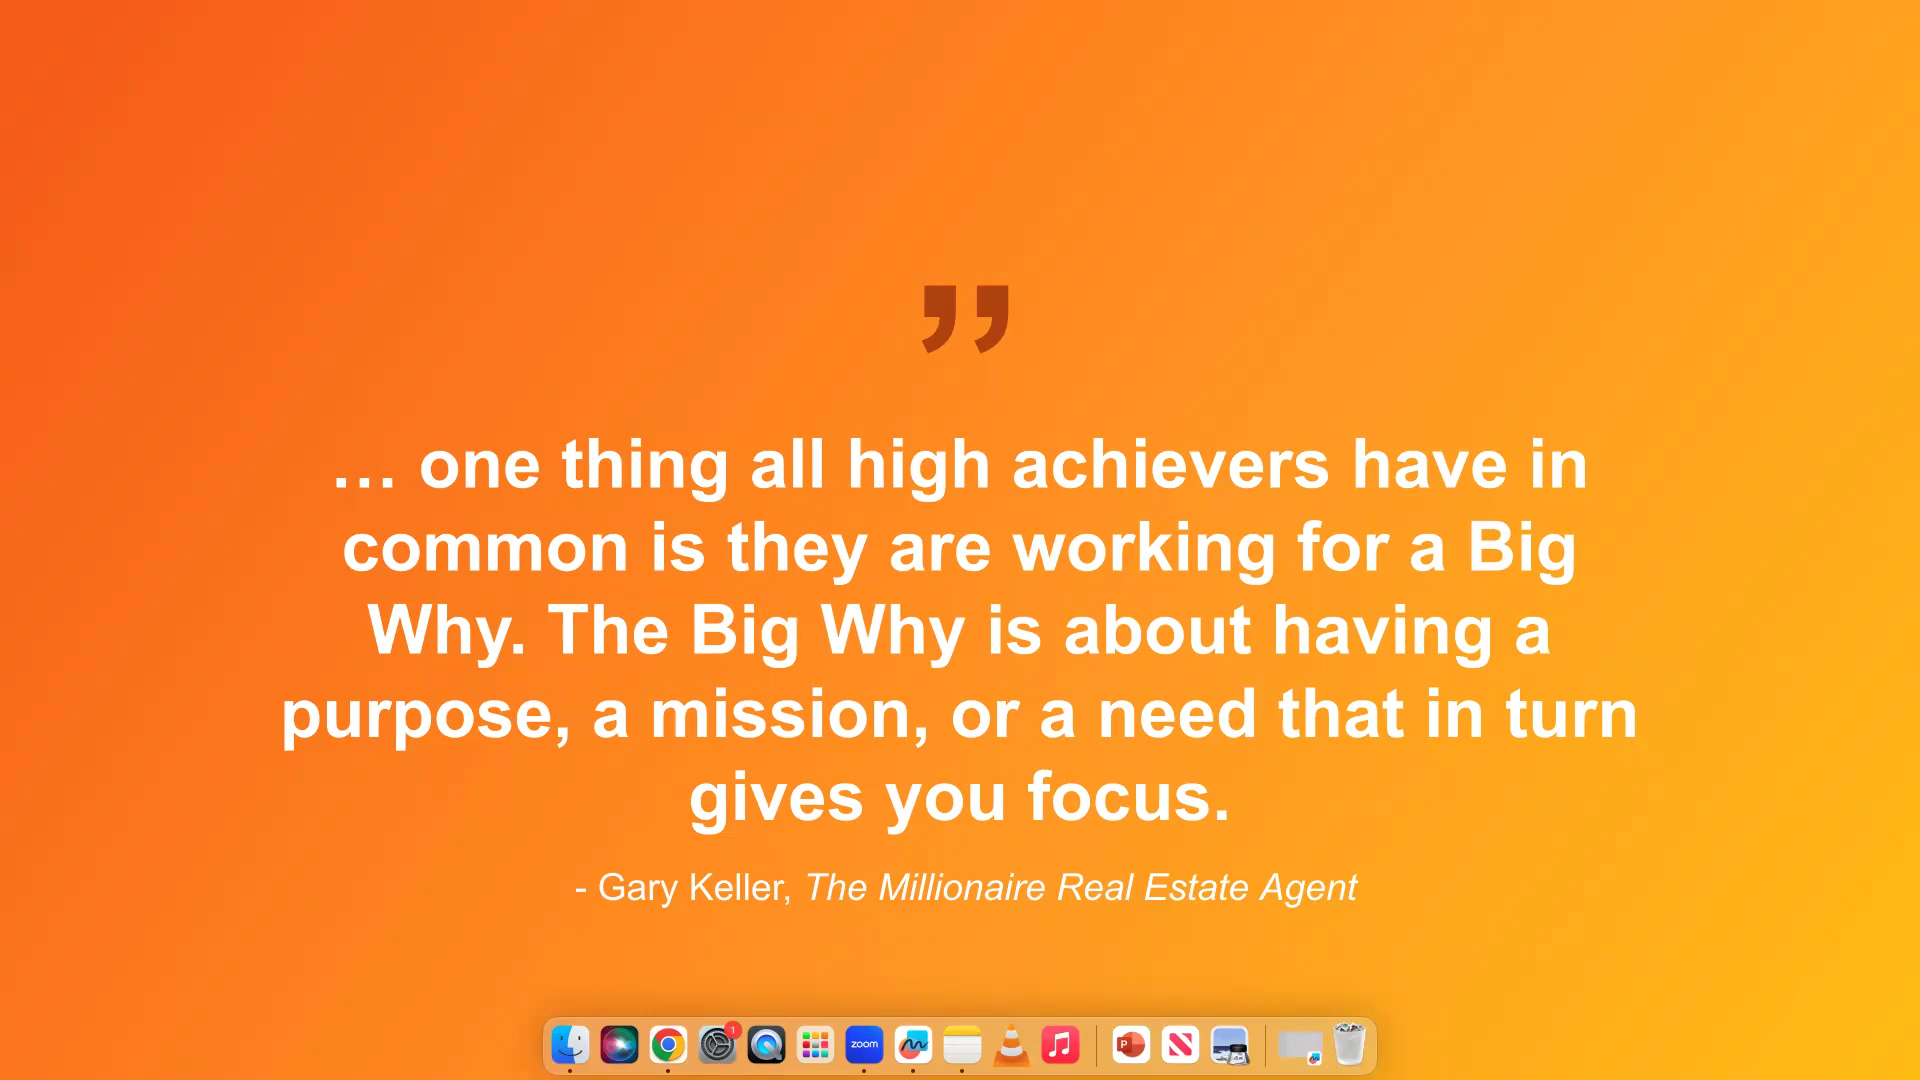 ”
… one thing all high achievers have in
common is they are working for a Big
Why. The Big Why is about having a
purpose, a mission, or a need that in turn
gives you focus.
- Gary Keller, The Millionaire Real Estate Agent
1
zoom
P